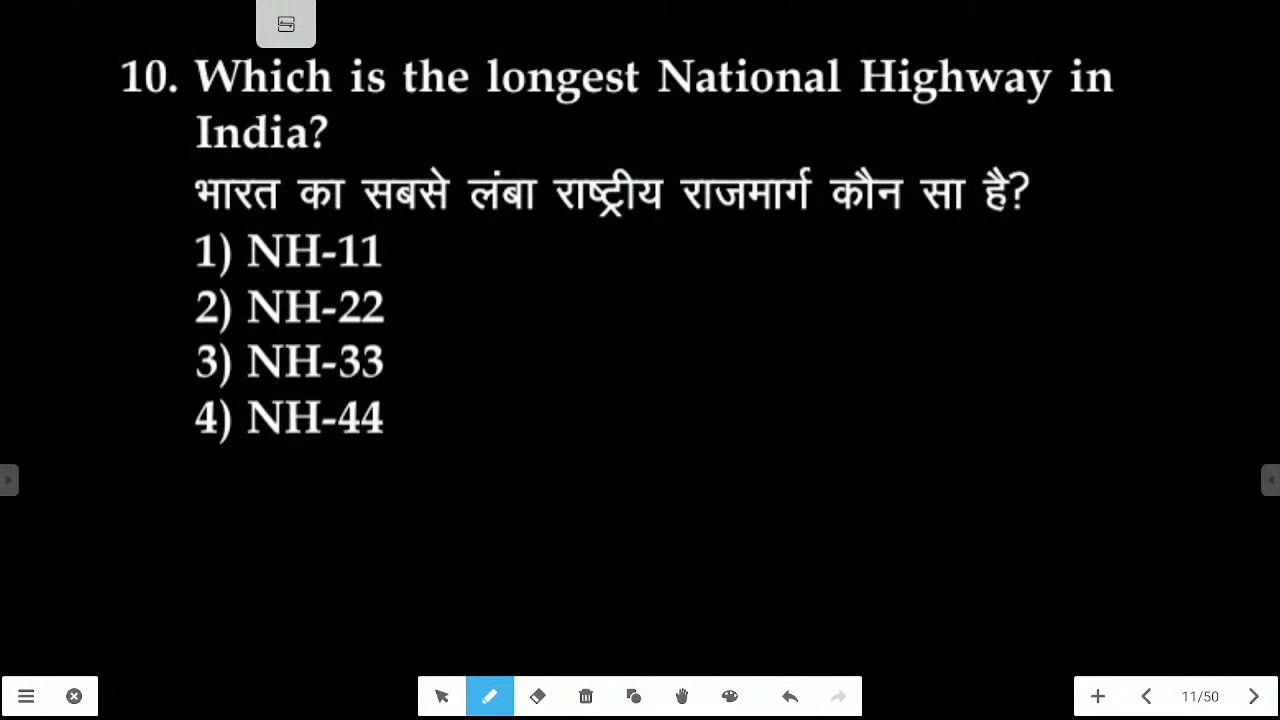 10. Which is the longest National Highway in
India?
भारत का सबसे लंबा राष्ट्रीय राजमार्ग कौन सा है?
1) NH-11
2) NH-22
3) NH-33
4) NH-44
11/50